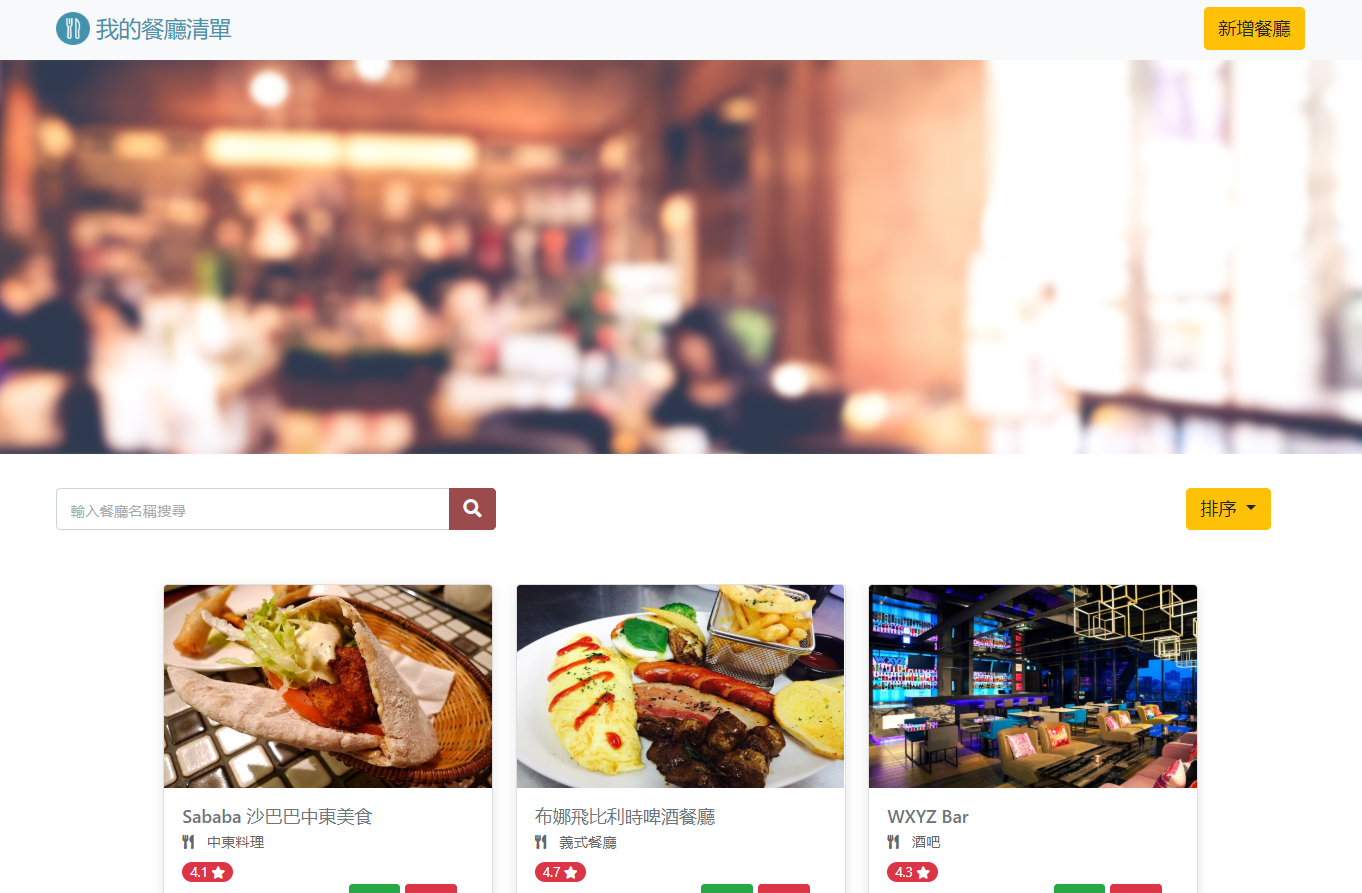 我的餐廳清單
新增餐廳
輸入餐廳名稱搜尋
排序
WXYZ
Sababa 沙巴巴中東美食
中東料理
4.1
布娜飛比利時啤酒餐廳
義式餐廳
4.7
WXYZ Bar
酒吧
4.3